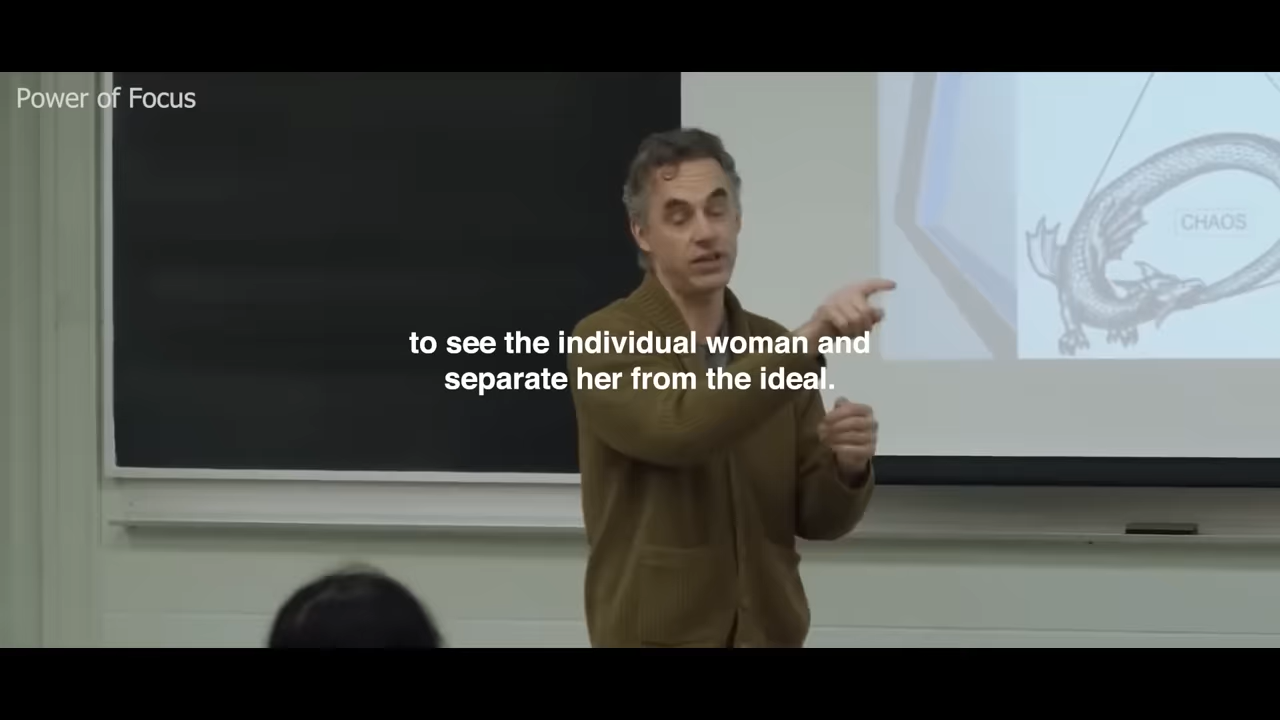 Power of Focus
CHAOS
to see the individual woman and
separate her from the ideal.